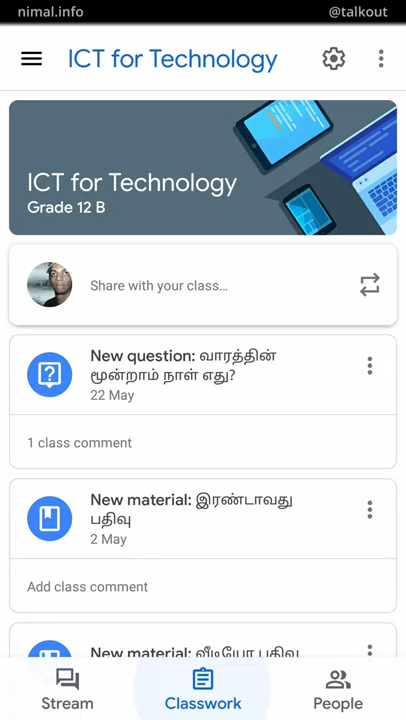 nimal.info @talkout
ICT for Technology
ICT for Technology
Grade 12 B
Share with your class...
New question: வாரத்தின்
மூன்றாம் நாள் எது?
22 May
1 class comment
New material: இரண்டாவது
பதிவு
2 May
Add class comment
New material: வீடியோ பதிவு
Stream Classwork People